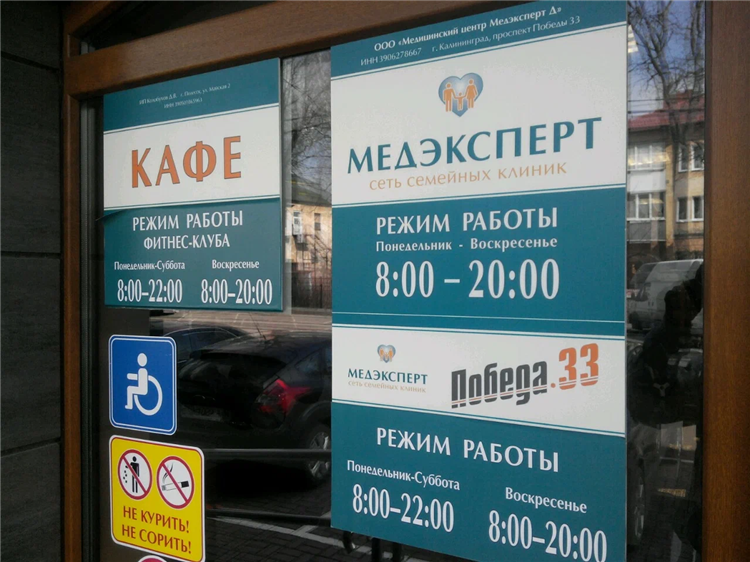 КАФЕ
РЕЖИМ РАБОТЫ
ФИТНЕС-КЛУБА
Понедельник-Суббота Воскресенье
8:00–22:00 8:00–20:00
НЕ КУРИТЬ!
НЕ СОРИТЬ!
ООО «Медицинский центр Медэксперт Д»
ИНН 3906278667 г. Калининград, проспект Победы 33
МЕДЭКСПЕРТ
сеть семейных клиник
РЕЖИМ РАБОТЫ
Понедельник - Воскресенье
8:00 – 20:00
МЕДЭКСПЕРТ
сеть семейных клиник
Победа.33
РЕЖИМ РАБОТЫ
Понедельник-Суббота Воскресенье
8:00–22:00 8:00–20:00